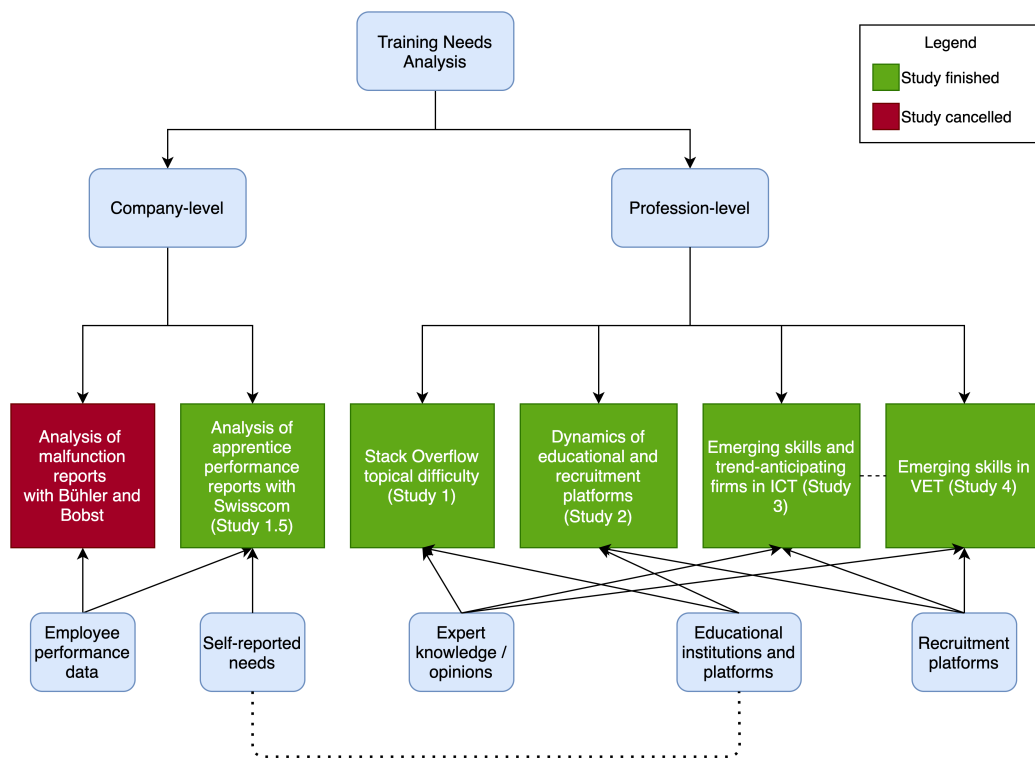 Training Needs
Analysis
Legend
Study finished
Study cancelled
Company-level
Profession-level
Analysis of
malfunction
reports
with Bühler and
Bobst
Analysis of
apprentice
performance
reports with
Swisscom
(Study 1.5)
Stack Overflow
topical difficulty
(Study 1)
Dynamics of
educational and
recruitment
platforms
(Study 2)
Emerging skills and
trend-anticipating
firms in ICT (Study
3)
Emerging skills in
VET (Study 4)
Employee
performance
data
Self-reported
needs
Expert
knowledge /
opinions
Educational
institutions and
platforms
Recruitment
platforms